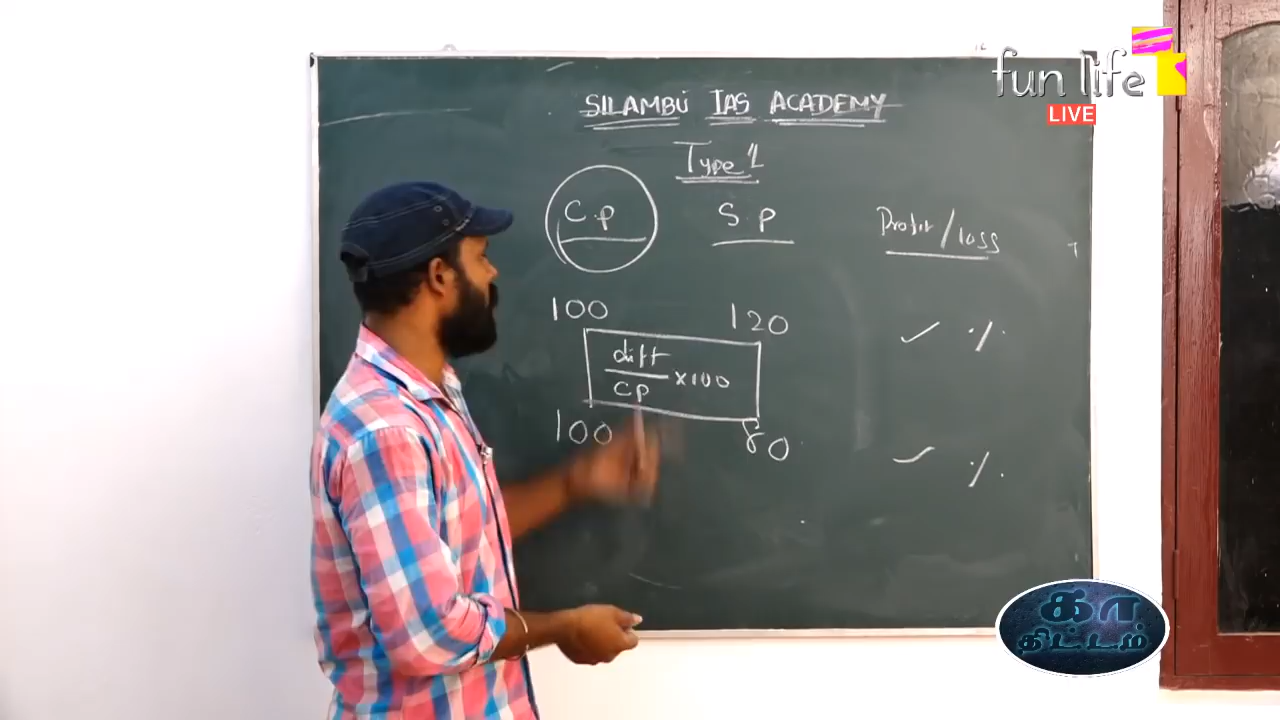 fun life
LIVE
SILAMBU IAS ACADEMY
Type 1
C.P S.P Profit/loss
100 120 ✓ ٪
diff
CP ×100
100 80 ✓ ٪
கா
திட்டம்